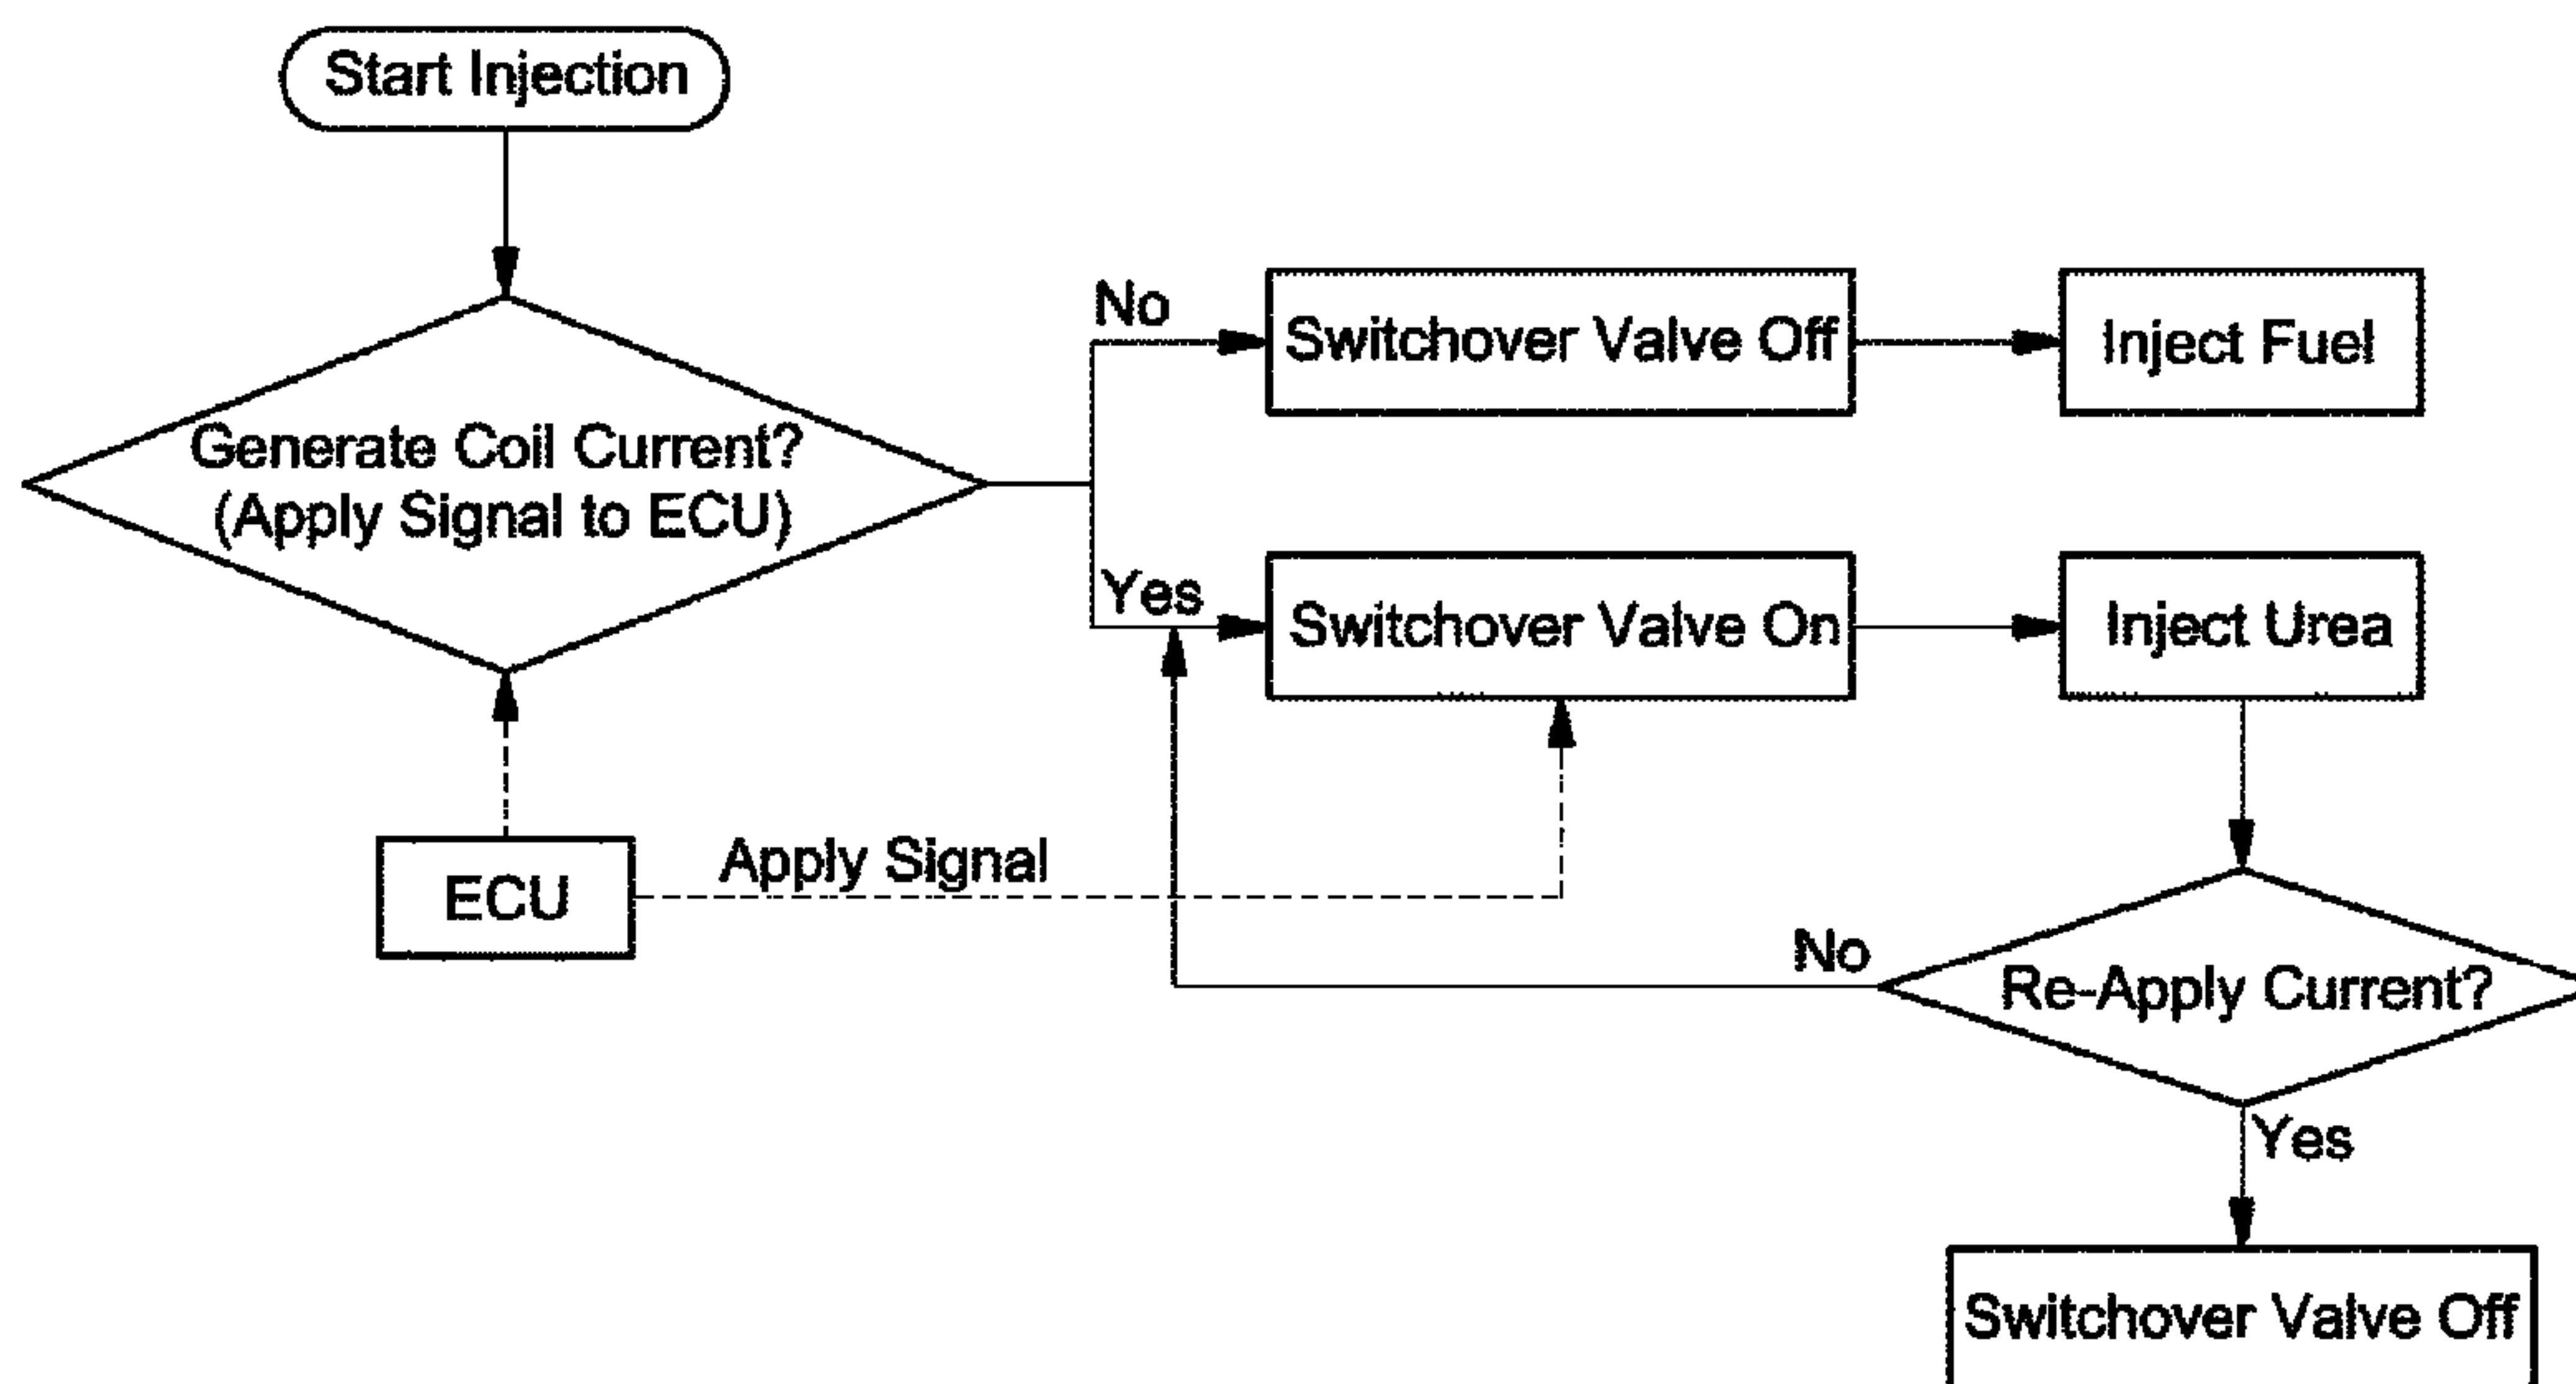 Start Injection
Generate Coil Current?
(Apply Signal to ECU)
No
Switchover Valve Off
Inject Fuel
Yes
Switchover Valve On
Inject Urea
ECU
Apply Signal
No
Re-Apply Current?
Yes
Switchover Valve Off